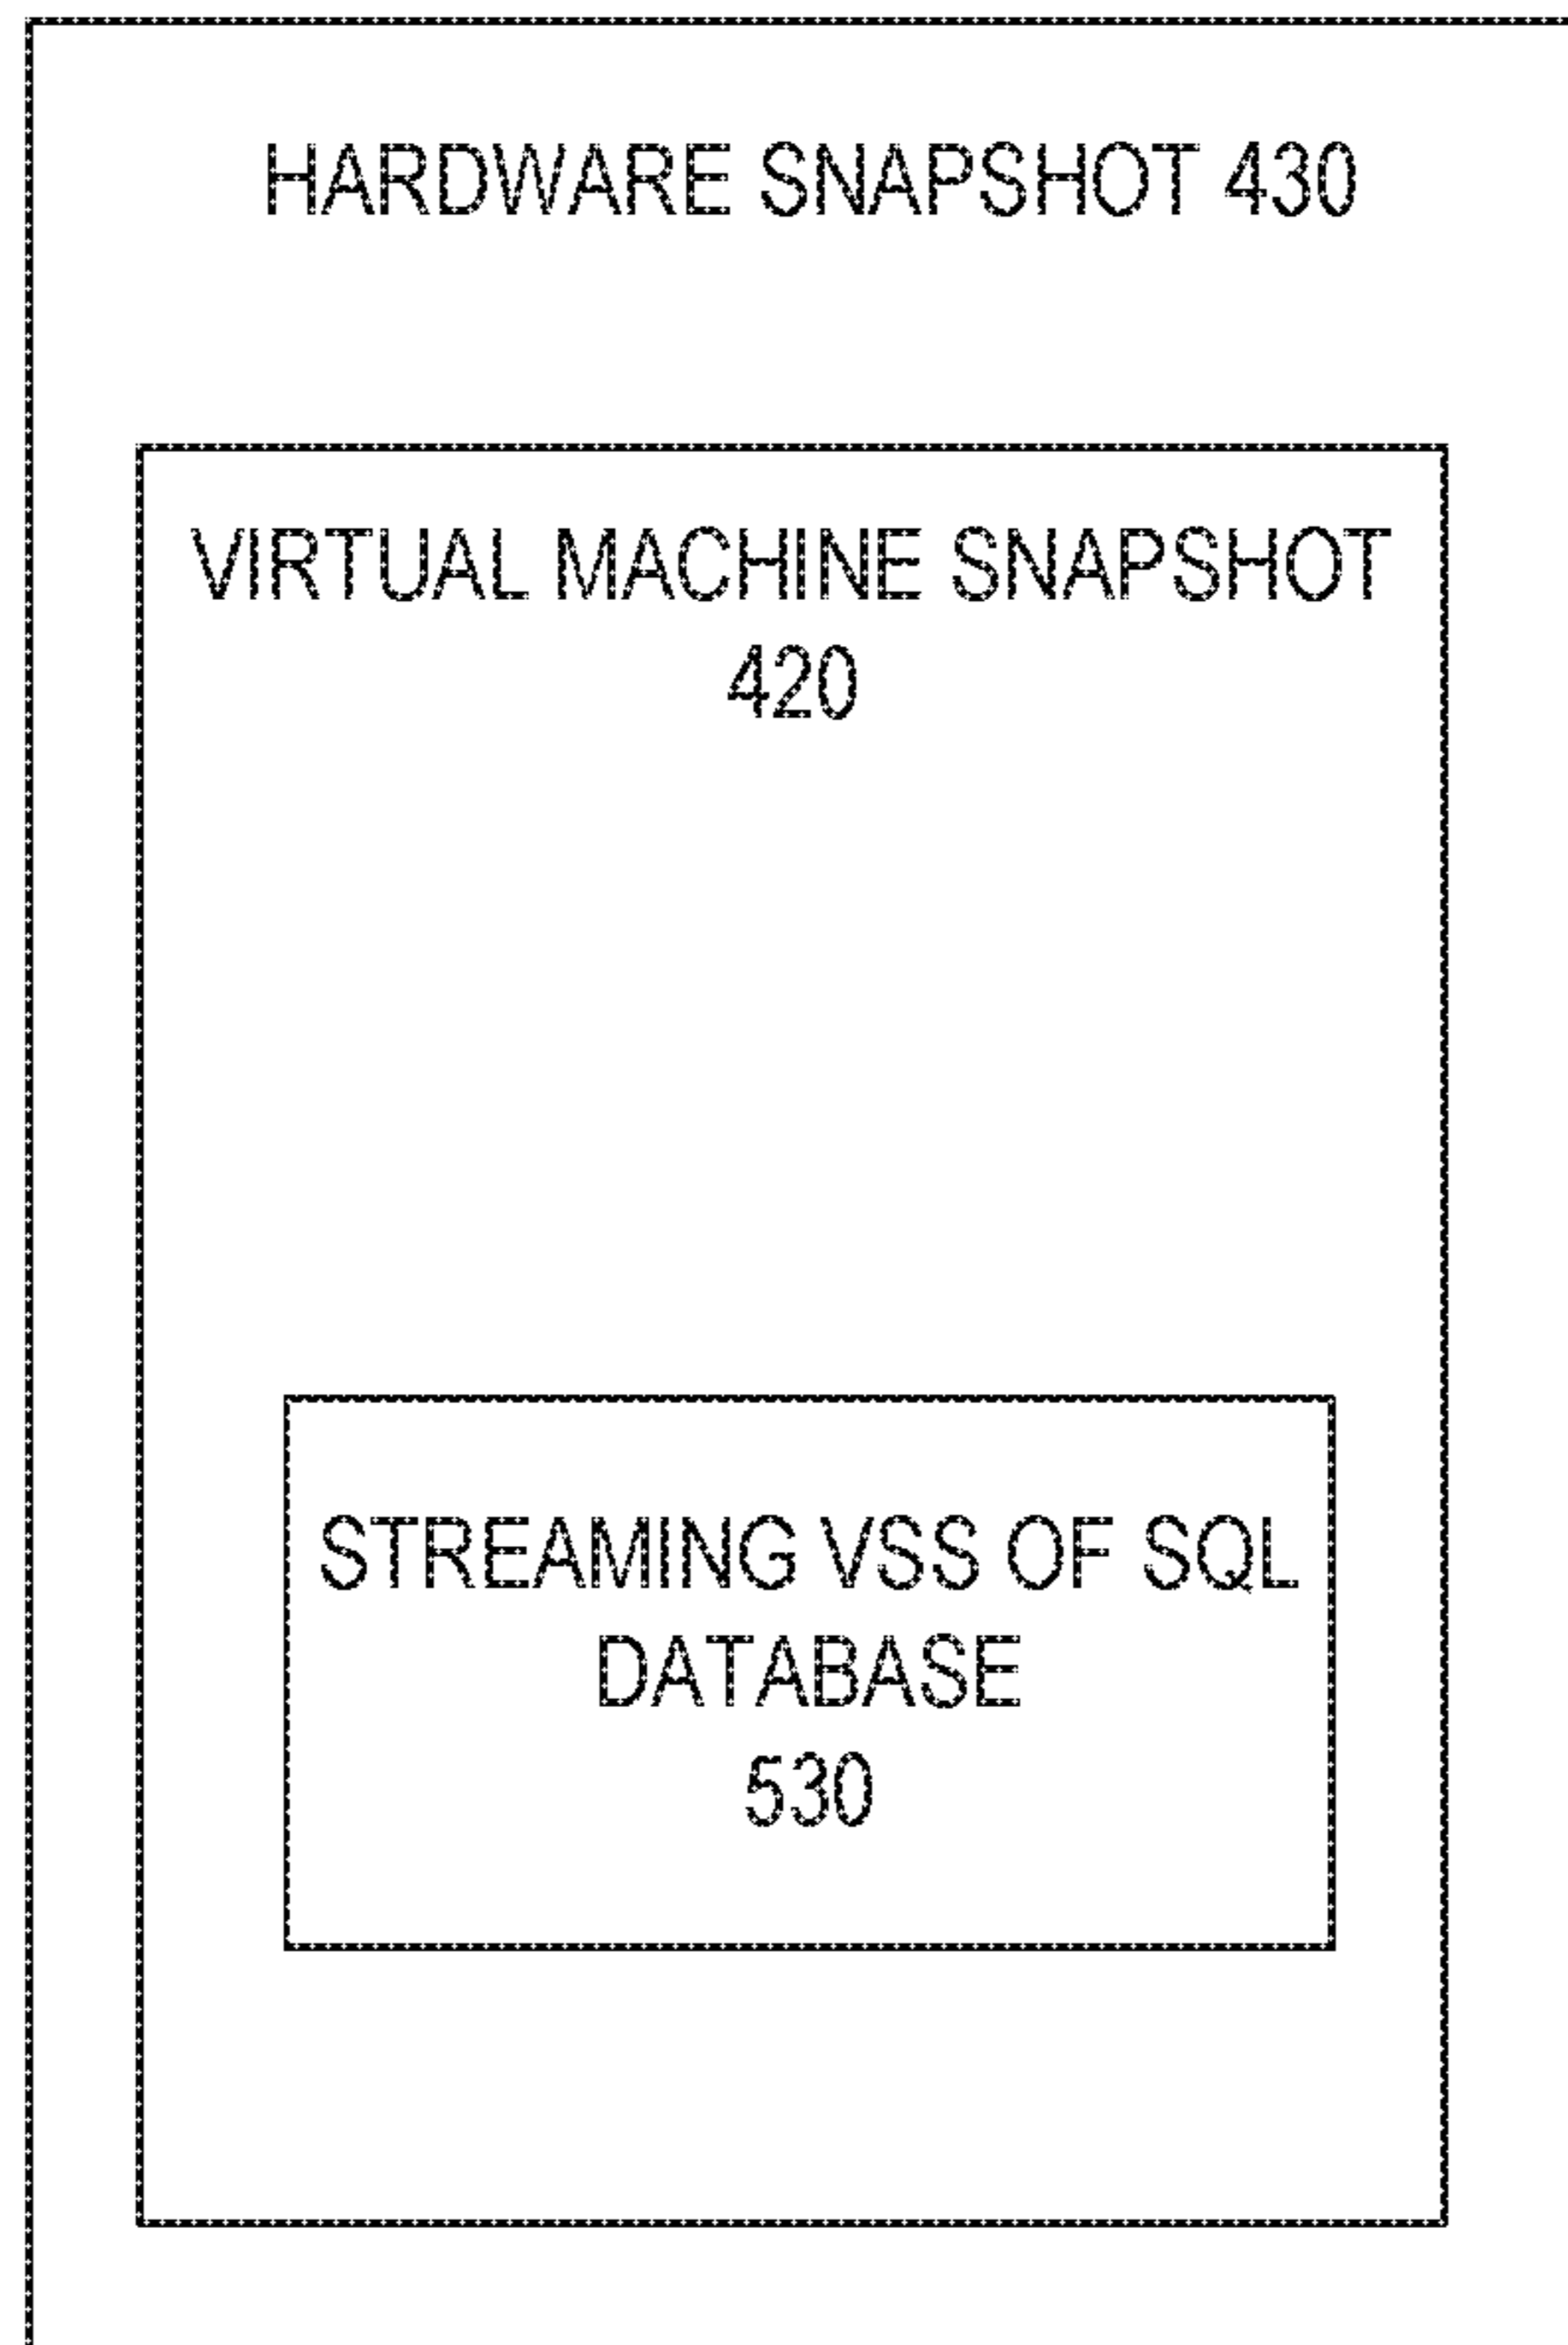 HARDWARE SNAPSHOT 430
VIRTUAL MACHINE SNAPSHOT
420
STREAMING VSS OF SQL
DATABASE
530